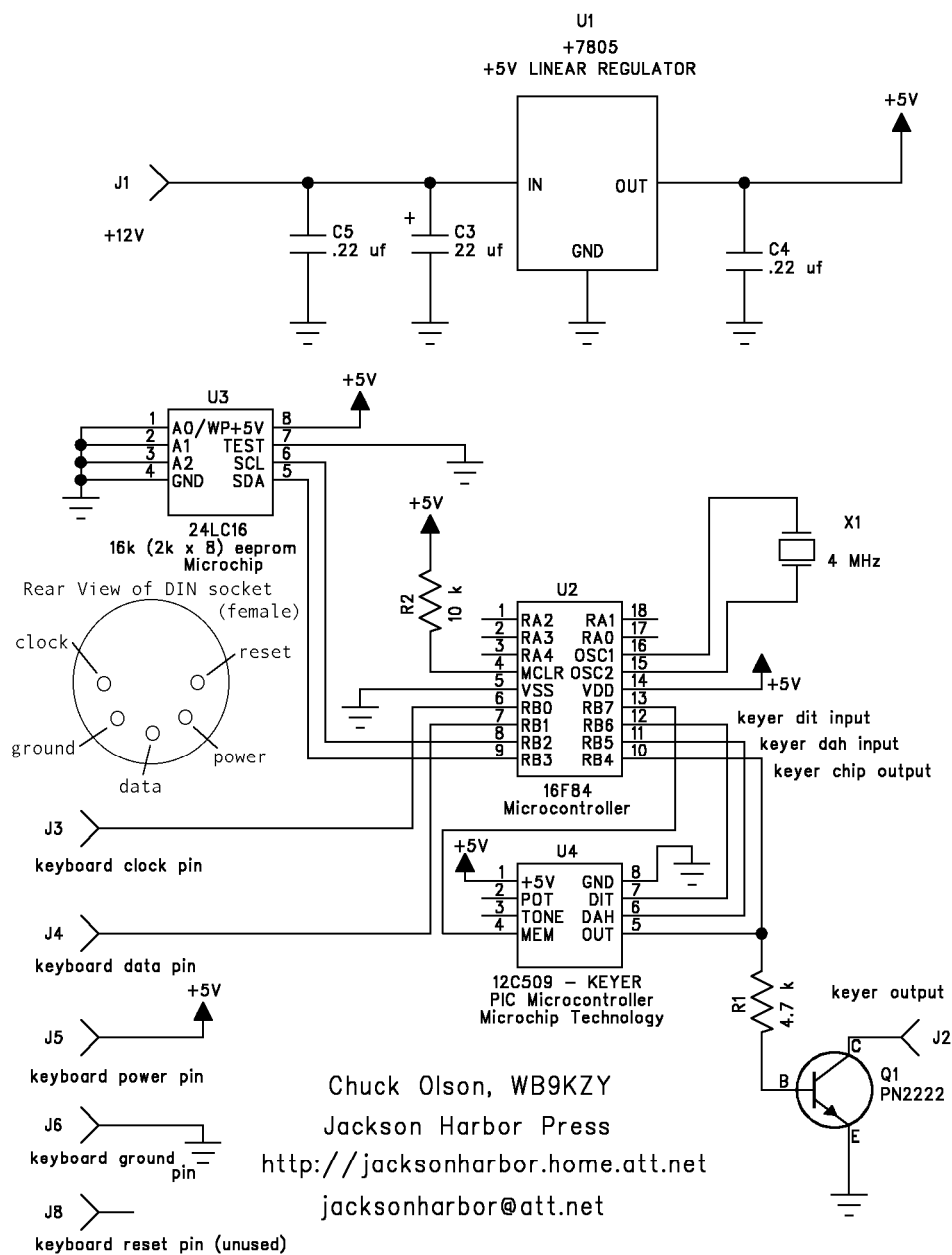 U1
+7805
+5V LINEAR REGULATOR
+5V
J1
IN
OUT
GND
+12V
C5
.22 uf
+
C3
22 uf
C4
.22 uf
U3
+5V
1 A0/WP +5V 8
2 A1 TEST 7
3 A2 SCL 6
4 GND SDA 5
24LC16
16k (2k x 8) eeprom
Microchip
+5V
R2
10 k
X1
4 MHz
Rear View of DIN socket
(female)
clock
reset
ground
power
data
U2
1 RA2 RA1 18
2 RA3 RA0 17
3 RA4 OSC1 16
4 MCLR OSC2 15
5 VSS VDD 14
6 RB0 RB7 13
7 RB1 RB6 12
8 RB2 RB5 11
9 RB3 RB4 10
16F84
Microcontroller
+5V
keyer dit input
keyer dah input
keyer chip output
J3
keyboard clock pin
+5V
U4
1 +5V GND 8
2 POT DIT 7
3 TONE DAH 6
4 MEM OUT 5
12C509 - KEYER
PIC Microcontroller
Microchip Technology
J4
keyboard data pin
+5V
J5
keyboard power pin
R1
4.7 k
keyer output
J2
C
B
E
Q1
PN2222
J6
keyboard ground pin
J8
keyboard reset pin (unused)
Chuck Olson, WB9KZY
Jackson Harbor Press
http://jacksonharbor.home.att.net
jacksonharbor@att.net